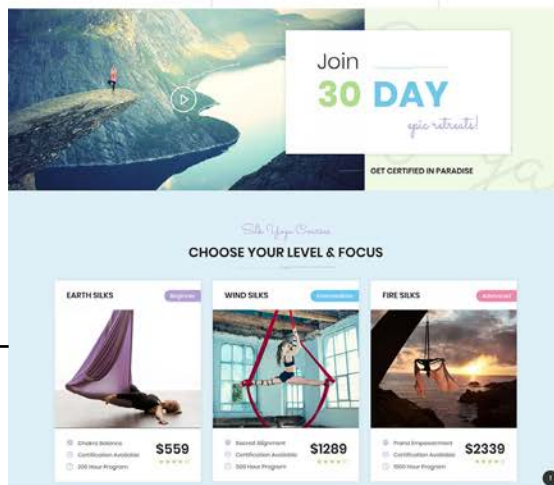 Join
30 DAY
epic retreats!
GET CERTIFIED IN PARADISE
Silk Yoga Courses
CHOOSE YOUR LEVEL & FOCUS
EARTH SILKS
Beginner
WIND SILKS
Intermediate
FIRE SILKS
Advanced
Chakra Balance
Certification Available
200 Hour Program
$559
Sacred Alignment
Certification Available
500 Hour Program
$1289
Prana Empowerment
Certification Available
1000 Hour Program
$2339